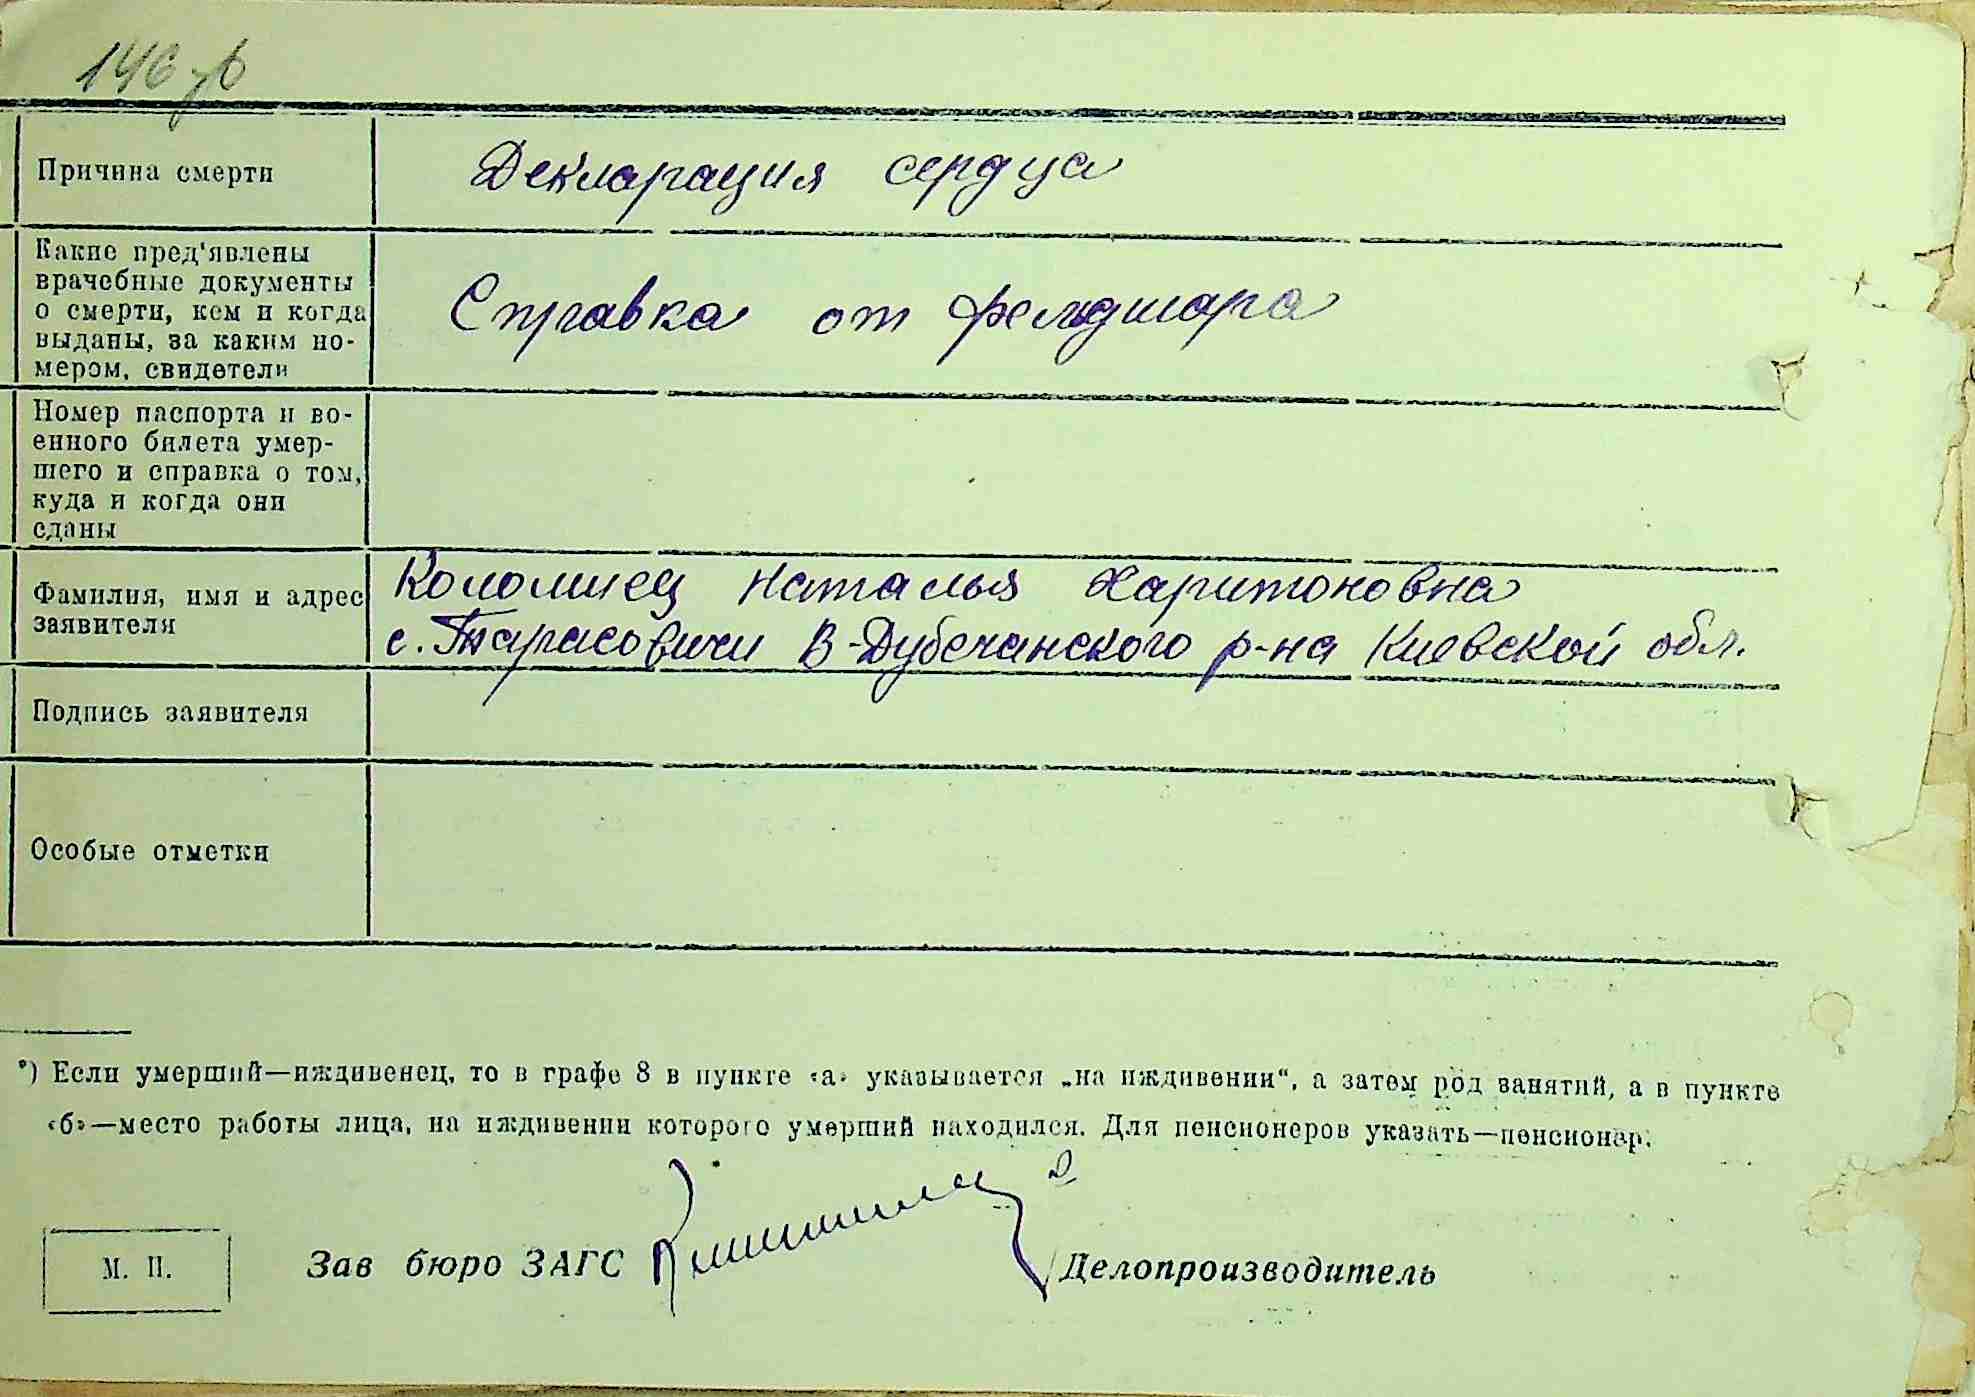 146 зв
Причина смерти
Декларация сердца
Какие пред'явлены
врачебные документы
о смерти, кем и когда
выданы, за каким но-
мером, свидетели
Справка от фельдшара
Номер паспорта и во-
енного билета умер-
шего и справка о том,
куда и когда они
сданы
Фамилия, имя и адрес
заявителя
Коломиец Наталья Харитоновна
с. Тарасовичи В-Дубечанского р-на Киевской обл.
Подпись заявителя
Особые отметки
*) Если умерший—иждивенец, то в графе 8 в пункте «а» указывается „на иждивении“, а затем род занятий, а в пункте
«б»—место работы лица, на иждивении которого умерший находился. Для пенсионеров указать—пенсионер.
М. П.
Зав бюро ЗАГС
Делопроизводитель